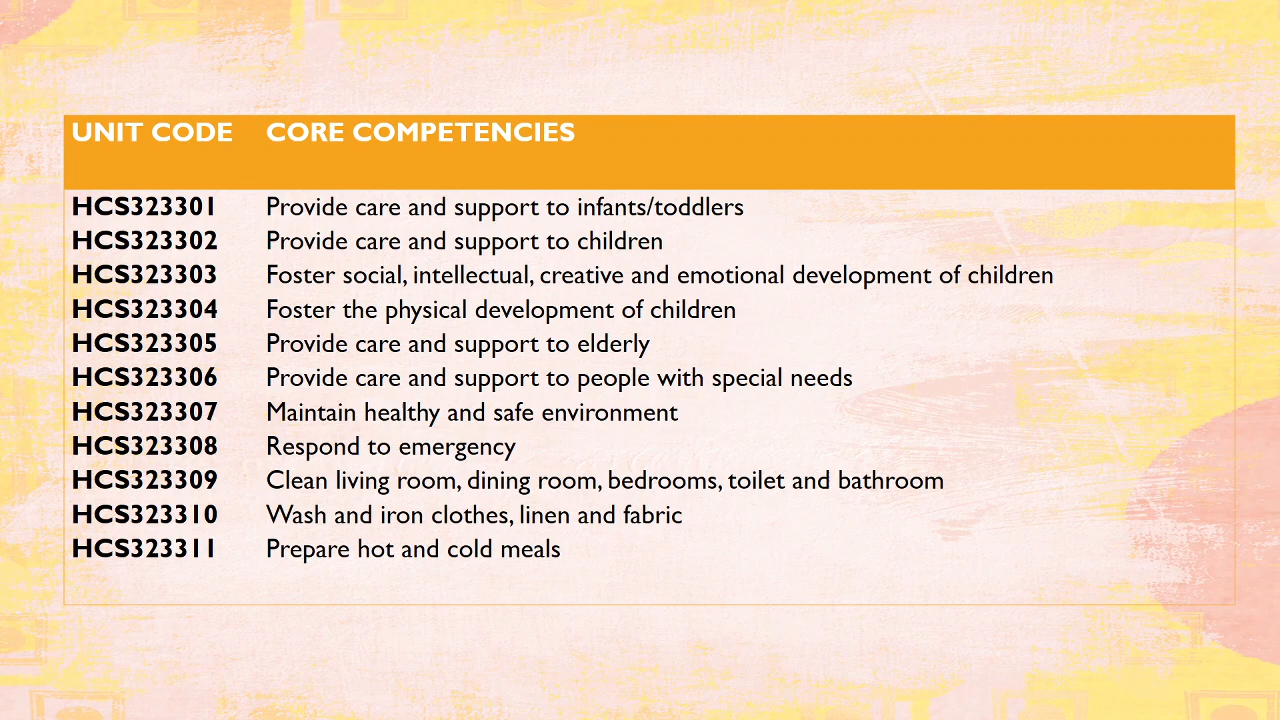 UNIT CODE CORE COMPETENCIES
HCS323301 Provide care and support to infants/toddlers
HCS323302 Provide care and support to children
HCS323303 Foster social, intellectual, creative and emotional development of children
HCS323304 Foster the physical development of children
HCS323305 Provide care and support to elderly
HCS323306 Provide care and support to people with special needs
HCS323307 Maintain healthy and safe environment
HCS323308 Respond to emergency
HCS323309 Clean living room, dining room, bedrooms, toilet and bathroom
HCS323310 Wash and iron clothes, linen and fabric
HCS323311 Prepare hot and cold meals